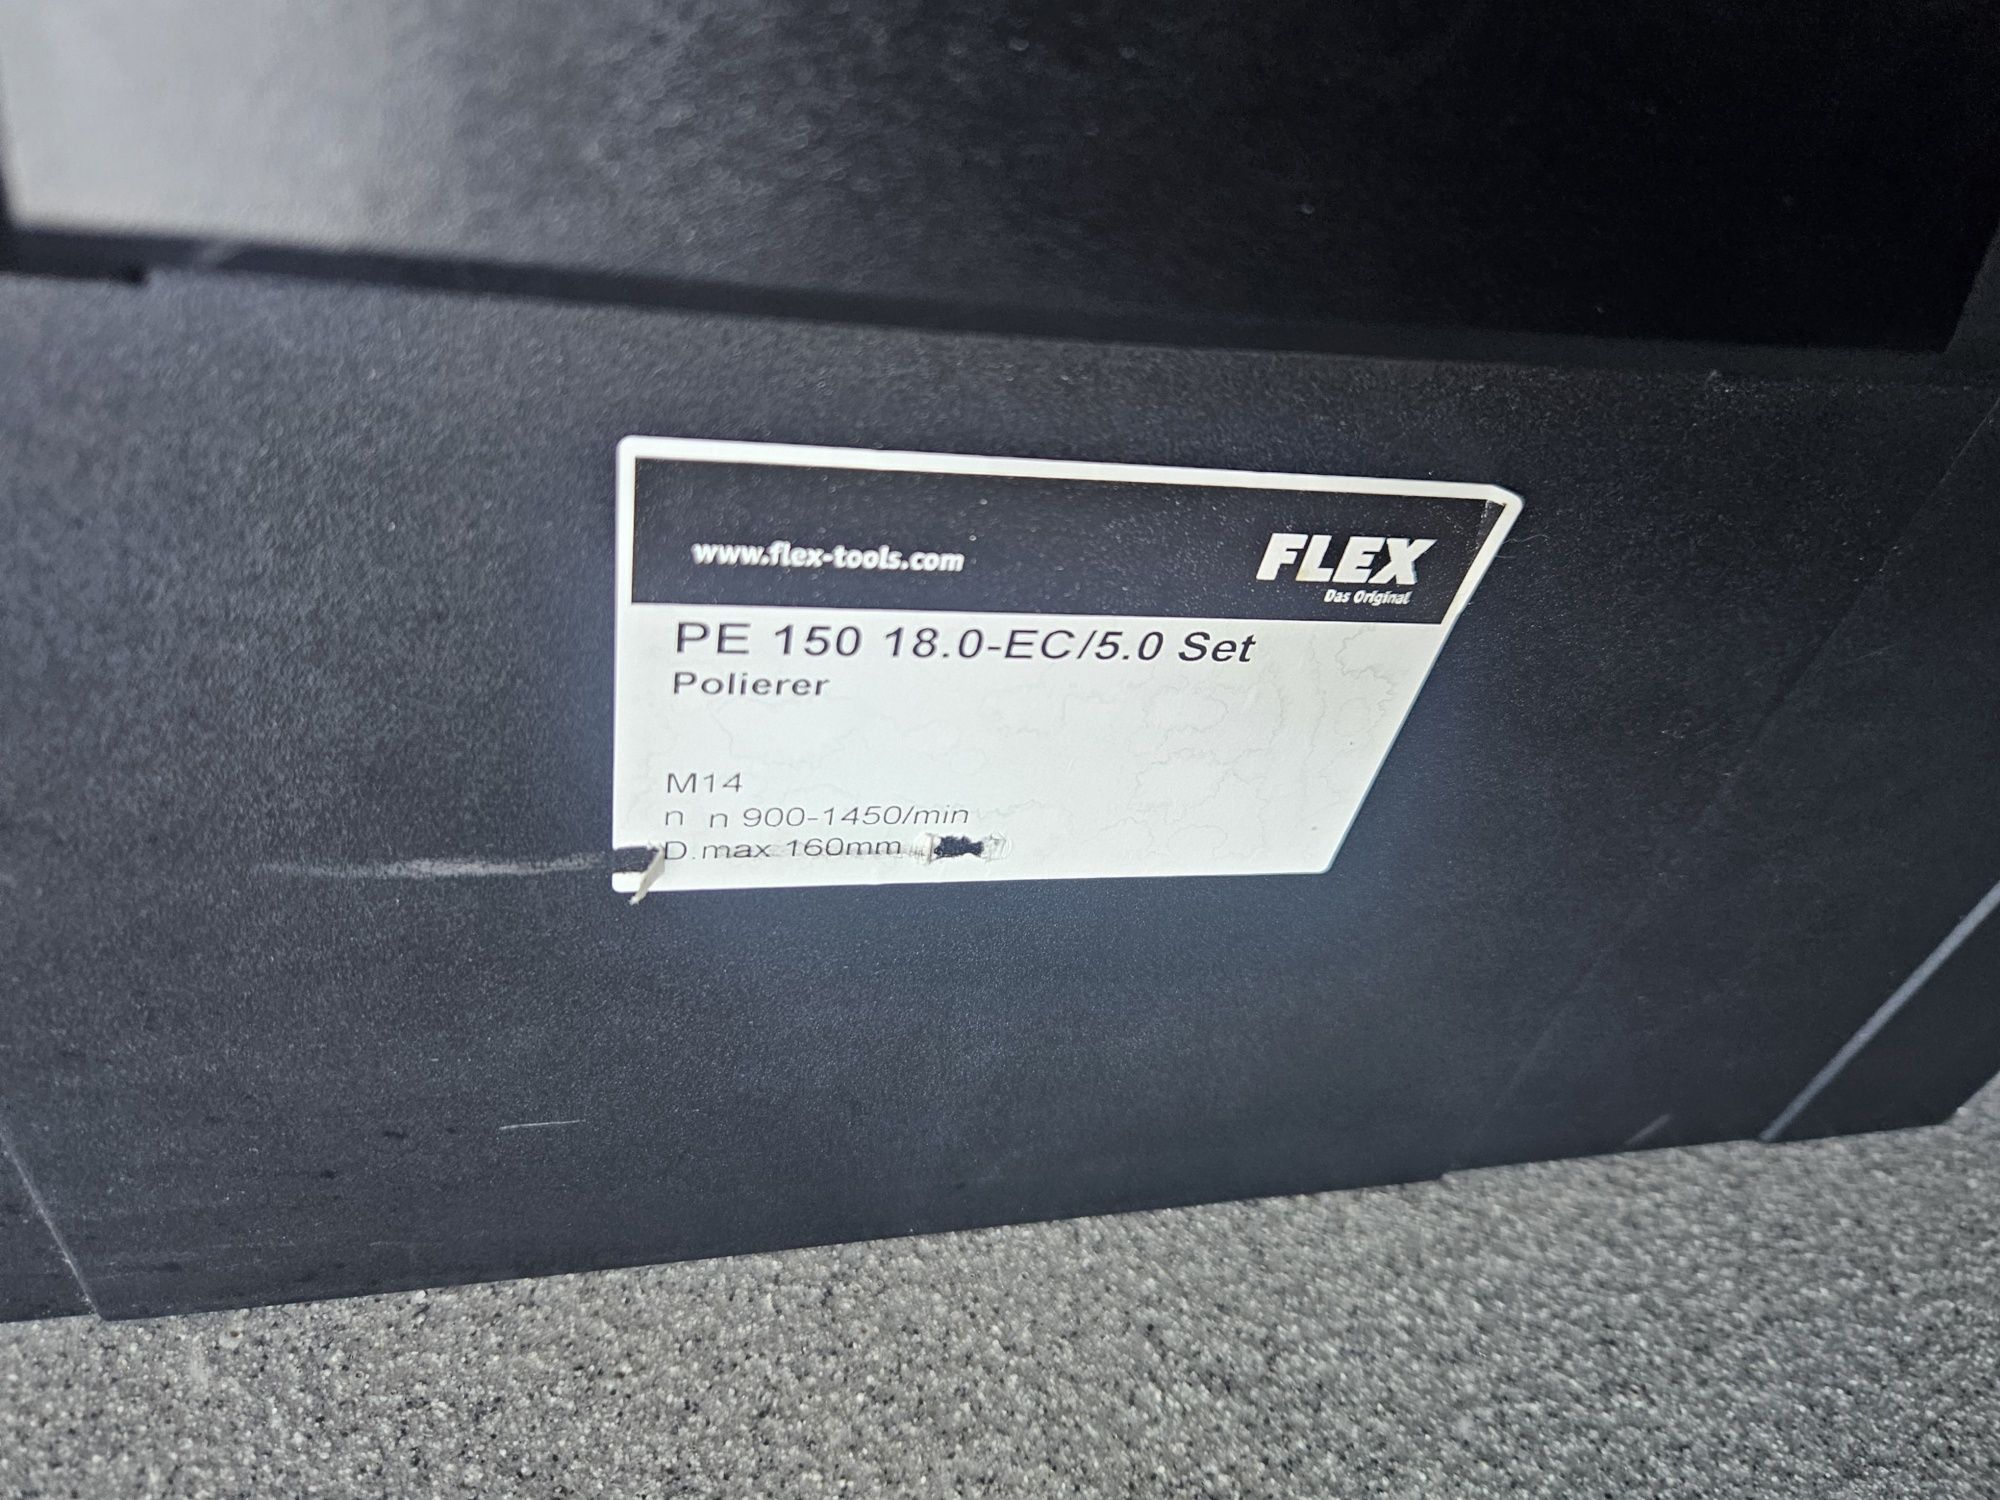 www.flex-tools.com
FLEX
Das Original
PE 150 18.0-EC/5.0 Set
Polierer
M14
n n 900-1450/min
D.max 160mm